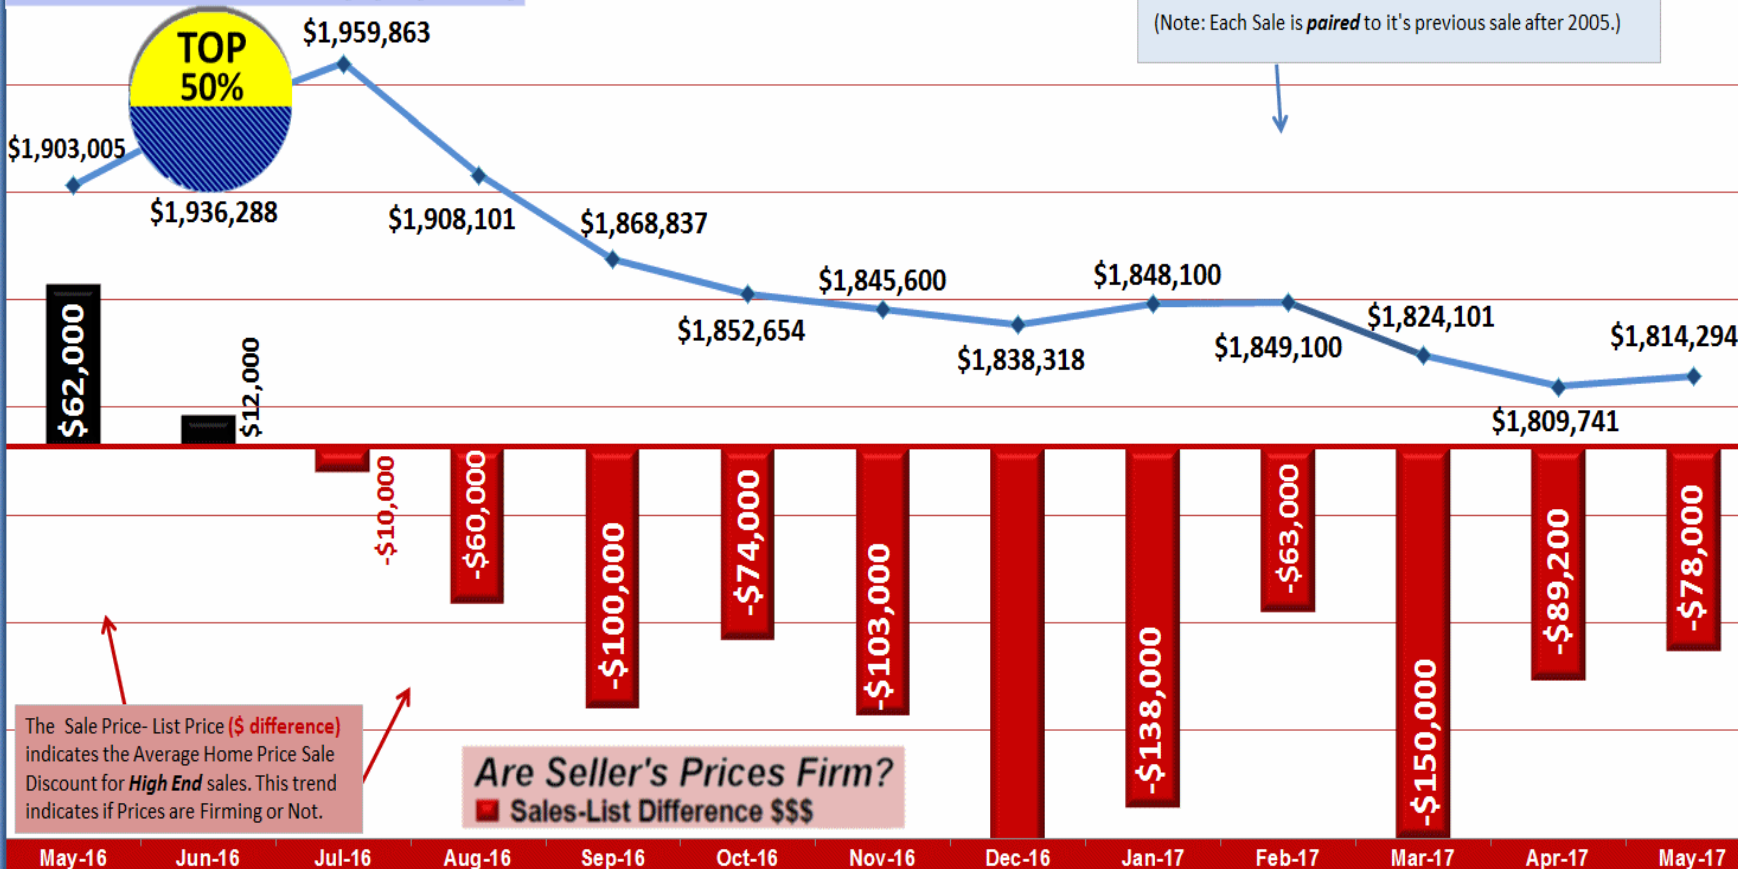 (Note: Each Sale is paired to it's previous sale after 2005.)
TOP
50%
$1,903,005
$1,936,288
$1,959,863
$1,908,101
$1,868,837
$1,852,654
$1,845,600
$1,838,318
$1,848,100
$1,849,100
$1,824,101
$1,809,741
$1,814,294
$62,000
$12,000
-$10,000
-$60,000
-$100,000
-$74,000
-$103,000
-$138,000
-$63,000
-$150,000
-$89,200
-$78,000
The Sale Price- List Price ($ difference)
indicates the Average Home Price Sale
Discount for High End sales. This trend
indicates if Prices are Firming or Not.
Are Seller's Prices Firm?
Sales-List Difference $$$
May-16 Jun-16 Jul-16 Aug-16 Sep-16 Oct-16 Nov-16 Dec-16 Jan-17 Feb-17 Mar-17 Apr-17 May-17